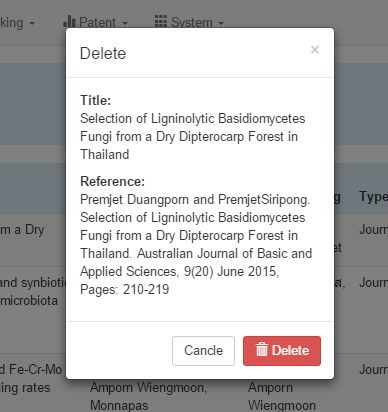 king Patent System
Delete ×
Title:
Selection of Ligninolytic Basidiomycetes
Fungi from a Dry Dipterocarp Forest in
Thailand
Reference:
Premjet Duangporn and PremjetSiripong.
Selection of Ligninolytic Basidiomycetes
Fungi from a Dry Dipterocarp Forest in
Thailand. Australian Journal of Basic and
Applied Sciences, 9(20) June 2015,
Pages: 210-219
Cancle Delete
g Type
m a Dry Journ
et
and synbiotic Journ
microbiota
d Fe-Cr-Mo Amporn Wiengmoon, Amporn Journ
ling rates Monnapas Wiengmoon